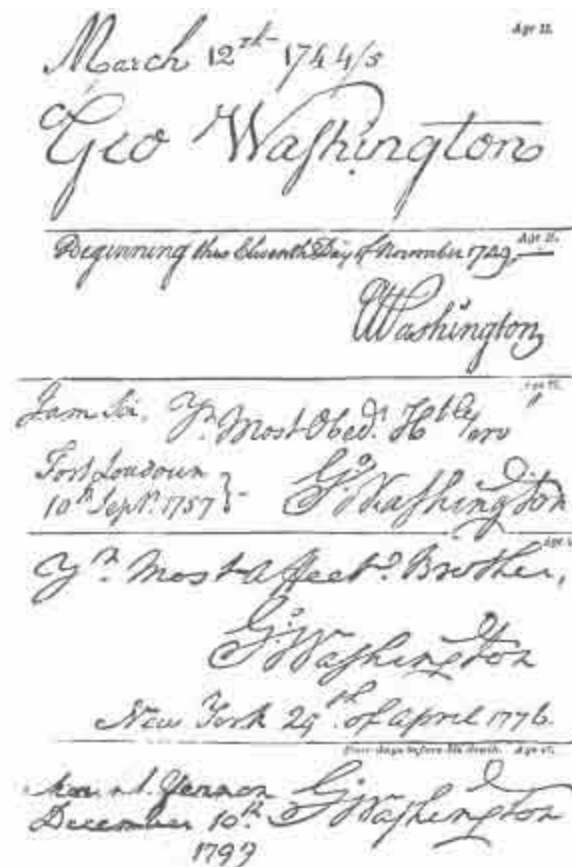 Age 13.
March 12th 1744/5
Geo Washington
Beginning this Eleventh Day of November 1749.
Washington
I am Sir, Yr. Most Obedt. Hble
Fort Loudoun
10th Septr. 1757
Go. Washington
Yr. Most Affect. Brother,
Go. Washington
New York 29th of April 1776.
Four days before his death. Age 67.
Mount Vernon
December 10th
1799
Go. Washington